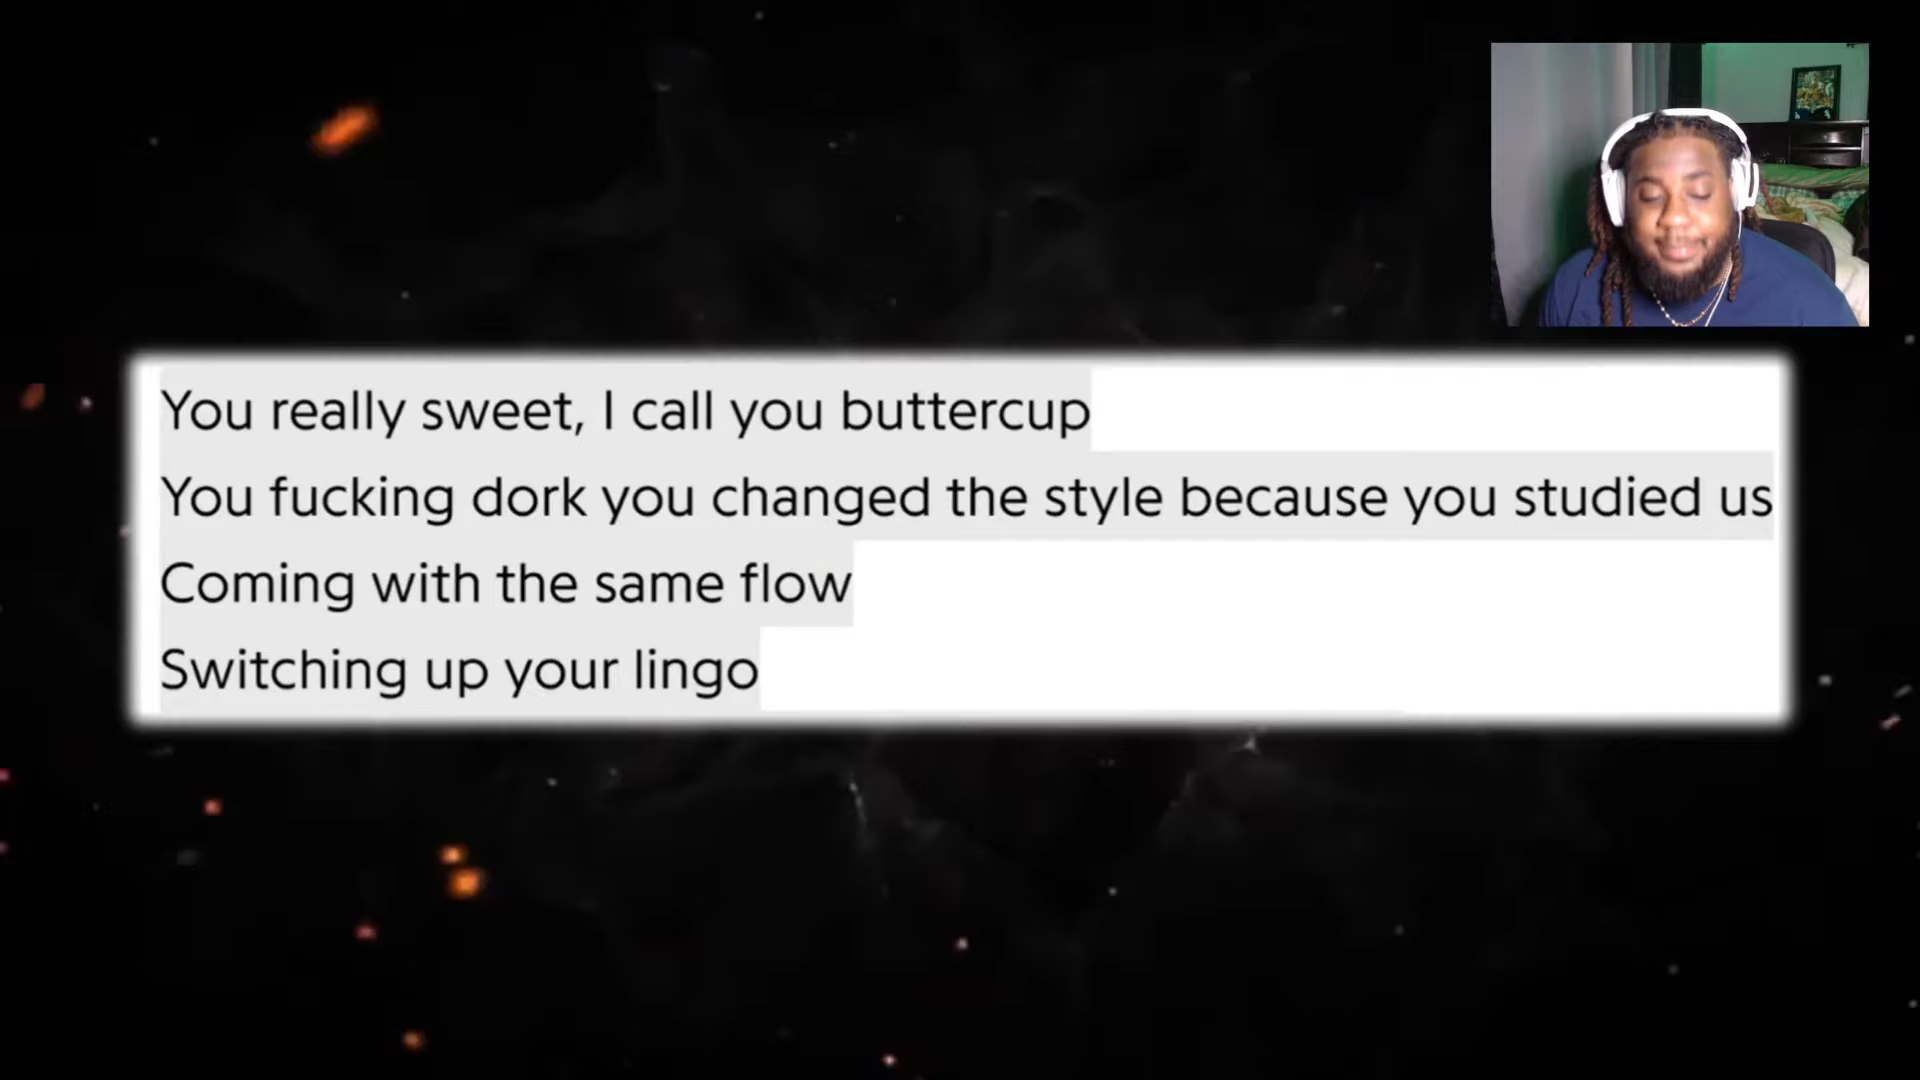 You really sweet, I call you buttercup
You fucking dork you changed the style because you studied us
Coming with the same flow
Switching up your lingo